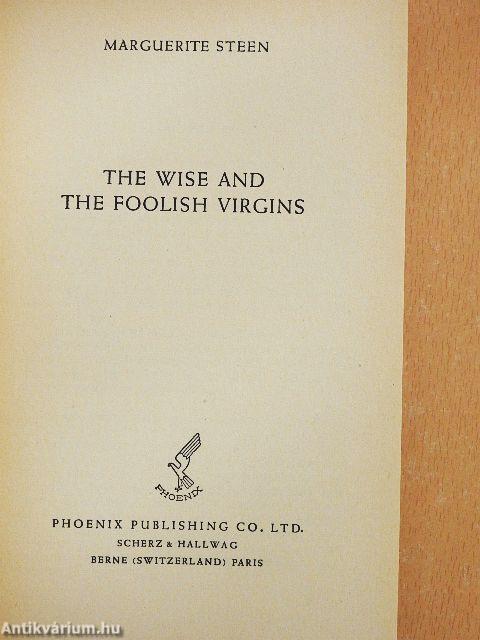 MARGUERITE STEEN
THE WISE AND
THE FOOLISH VIRGINS
PHOENIX
PHOENIX PUBLISHING CO. LTD.
SCHERZ & HALLWAG
BERNE (SWITZERLAND) PARIS
Antikvárium.hu